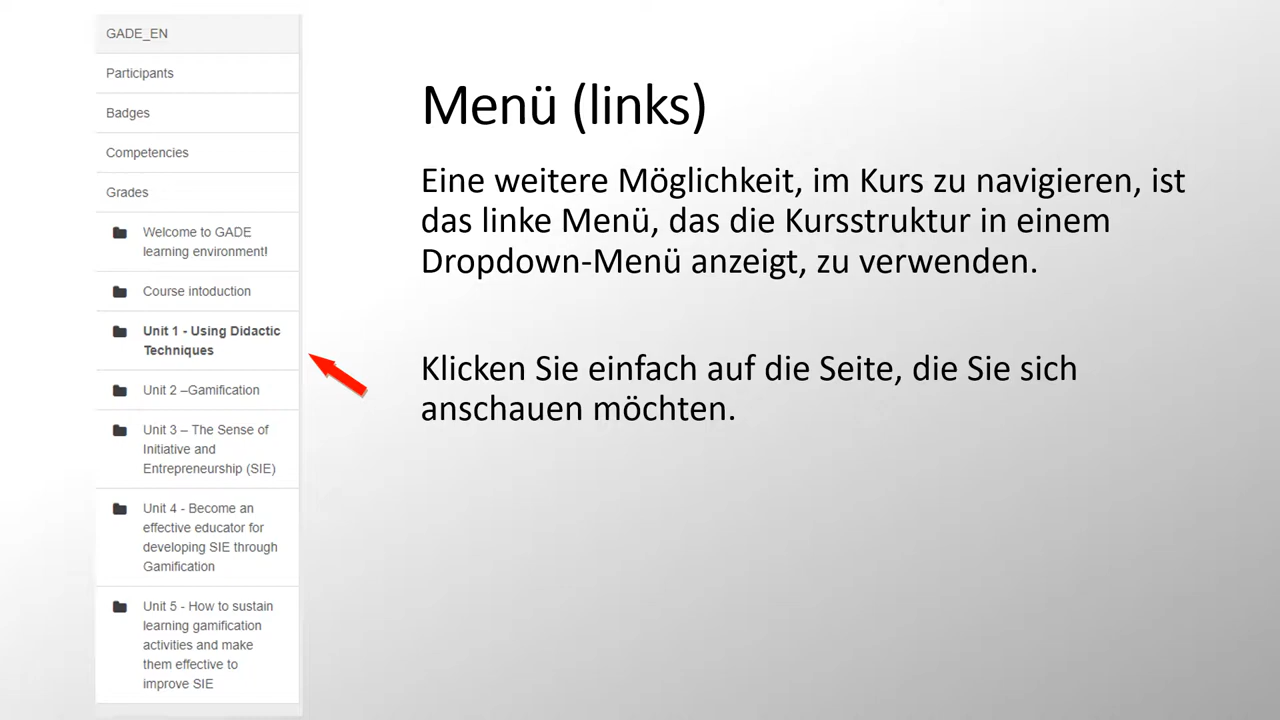 GADE_EN
Participants
Badges
Competencies
Grades
Welcome to GADE
learning environment!
Course intoduction
Unit 1 - Using Didactic
Techniques
Unit 2 –Gamification
Unit 3 – The Sense of
Initiative and
Entrepreneurship (SIE)
Unit 4 - Become an
effective educator for
developing SIE through
Gamification
Unit 5 - How to sustain
learning gamification
activities and make
them effective to
improve SIE
Menü (links)
Eine weitere Möglichkeit, im Kurs zu navigieren, ist
das linke Menü, das die Kursstruktur in einem
Dropdown-Menü anzeigt, zu verwenden.
Klicken Sie einfach auf die Seite, die Sie sich
anschauen möchten.